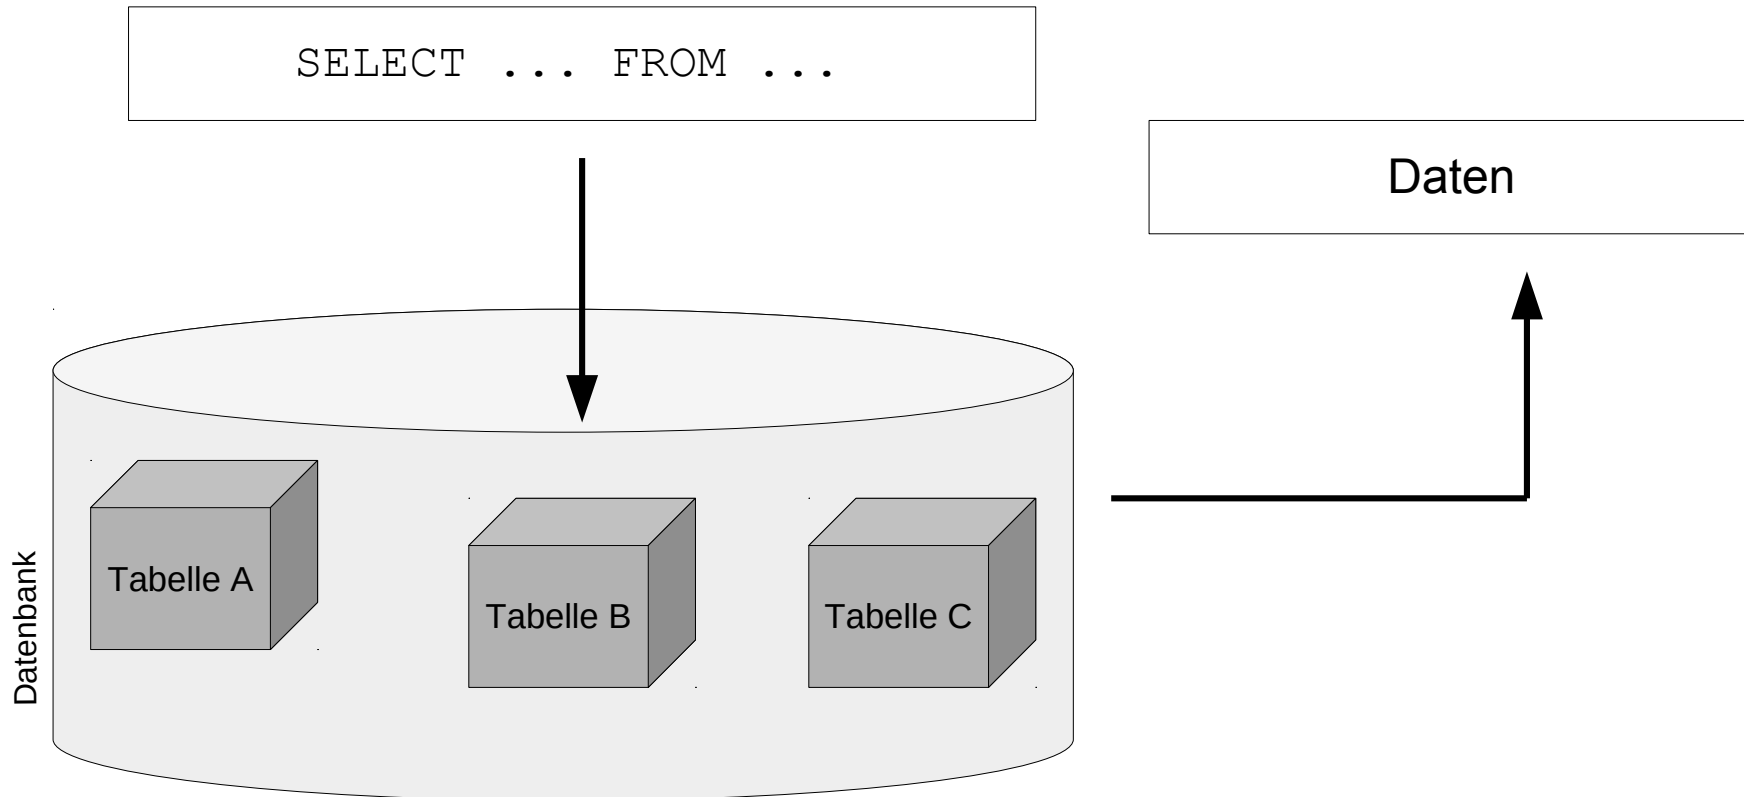 SELECT ... FROM ...
Daten
Datenbank
Tabelle A
Tabelle B
Tabelle C